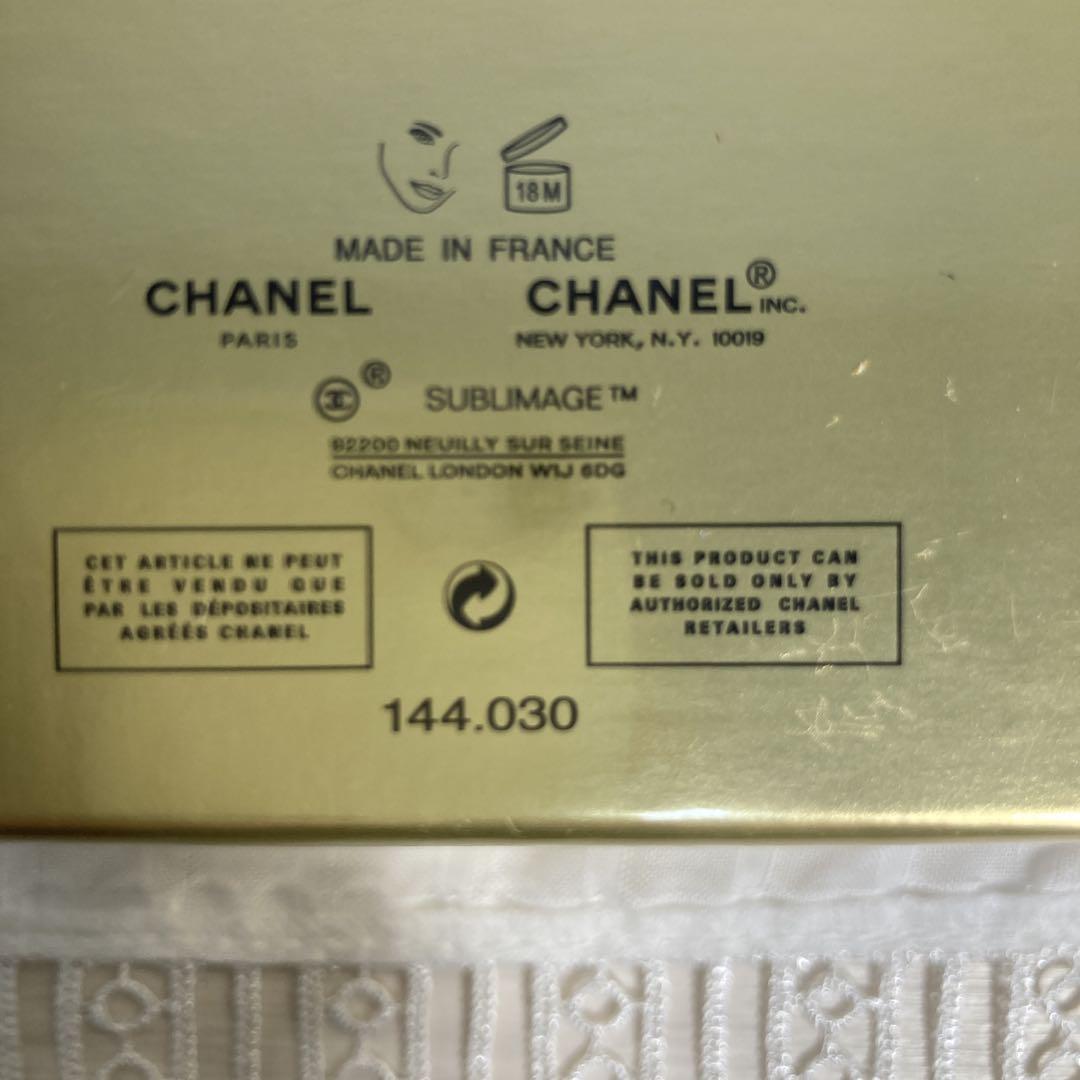 18M
MADE IN FRANCE
CHANEL
PARIS
CHANEL® INC.
NEW YORK, N.Y. 10019
® SUBLIMAGE™
92200 NEUILLY SUR SEINE
CHANEL LONDON W1J 6DG
CET ARTICLE NE PEUT
ÊTRE VENDU QUE
PAR LES DÉPOSITAIRES
AGRÉÉS CHANEL
THIS PRODUCT CAN
BE SOLD ONLY BY
AUTHORIZED CHANEL
RETAILERS
144.030